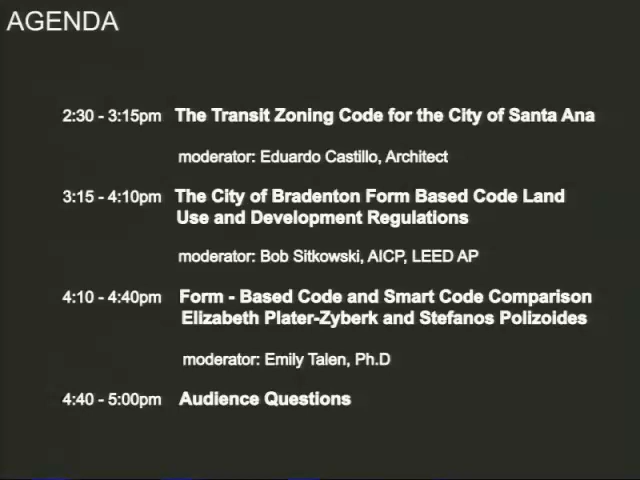 AGENDA
2:30 - 3:15pm The Transit Zoning Code for the City of Santa Ana
moderator: Eduardo Castillo, Architect
3:15 - 4:10pm The City of Bradenton Form Based Code Land
Use and Development Regulations
moderator: Bob Sitkowski, AICP, LEED AP
4:10 - 4:40pm Form - Based Code and Smart Code Comparison
Elizabeth Plater-Zyberk and Stefanos Polizoides
moderator: Emily Talen, Ph.D
4:40 - 5:00pm Audience Questions